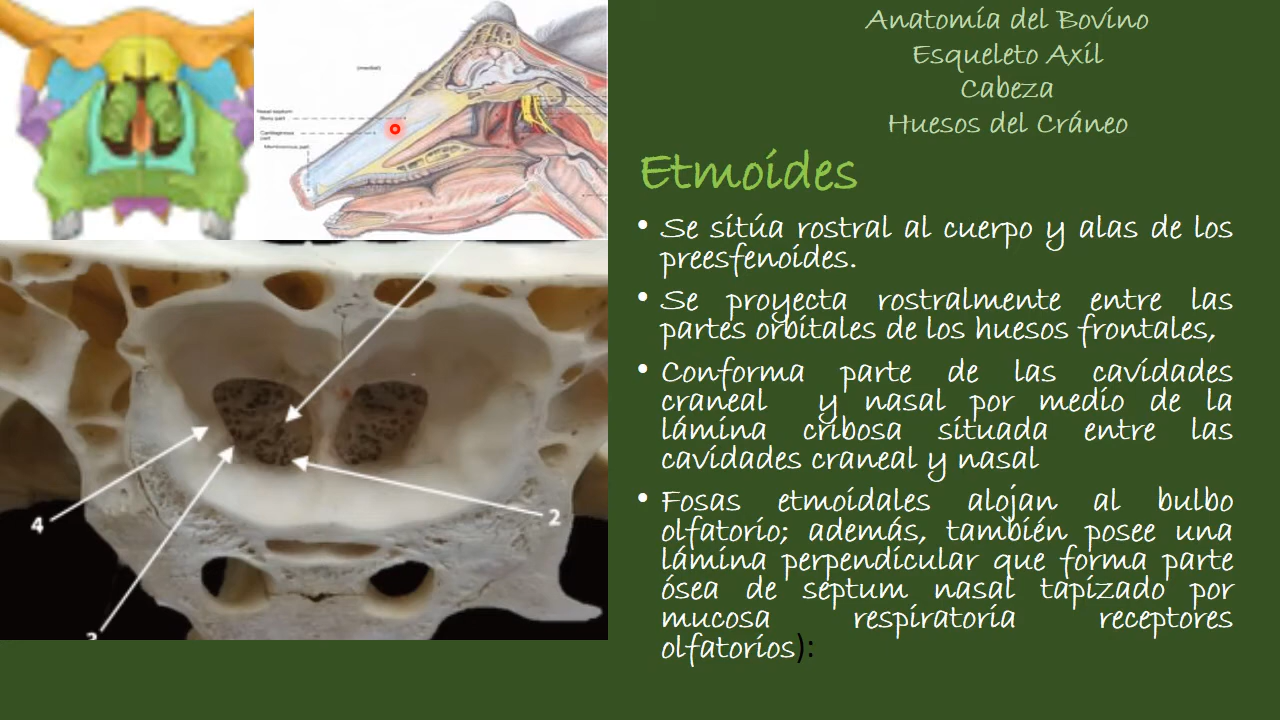 Anatomía del Bovino
Esqueleto Axil
Cabeza
Huesos del Cráneo
Etmoides
• Se sitúa rostral al cuerpo y alas de los
preesfenoides.
• Se proyecta rostralmente entre las
partes orbitales de los huesos frontales,
• Conforma parte de las cavidades
craneal y nasal por medio de la
lámina cribosa situada entre las
cavidades craneal y nasal
• Fosas etmoidales alojan al bulbo
olfatorio; además, también posee una
lámina perpendicular que forma parte
ósea de septum nasal tapizado por
mucosa respiratoria receptores
olfatorios):
(medial)
Nasal septum
Bony part
Cartilaginous
part
Membranous part
4
2
3